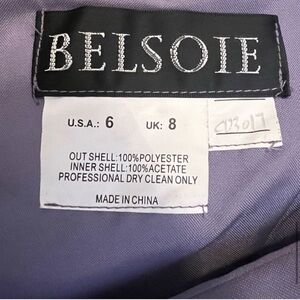 BELSOIE
U.S.A.: 6 UK: 8
OUT SHELL:100%POLYESTER
INNER SHELL:100%ACETATE
PROFESSIONAL DRY CLEAN ONLY
MADE IN CHINA